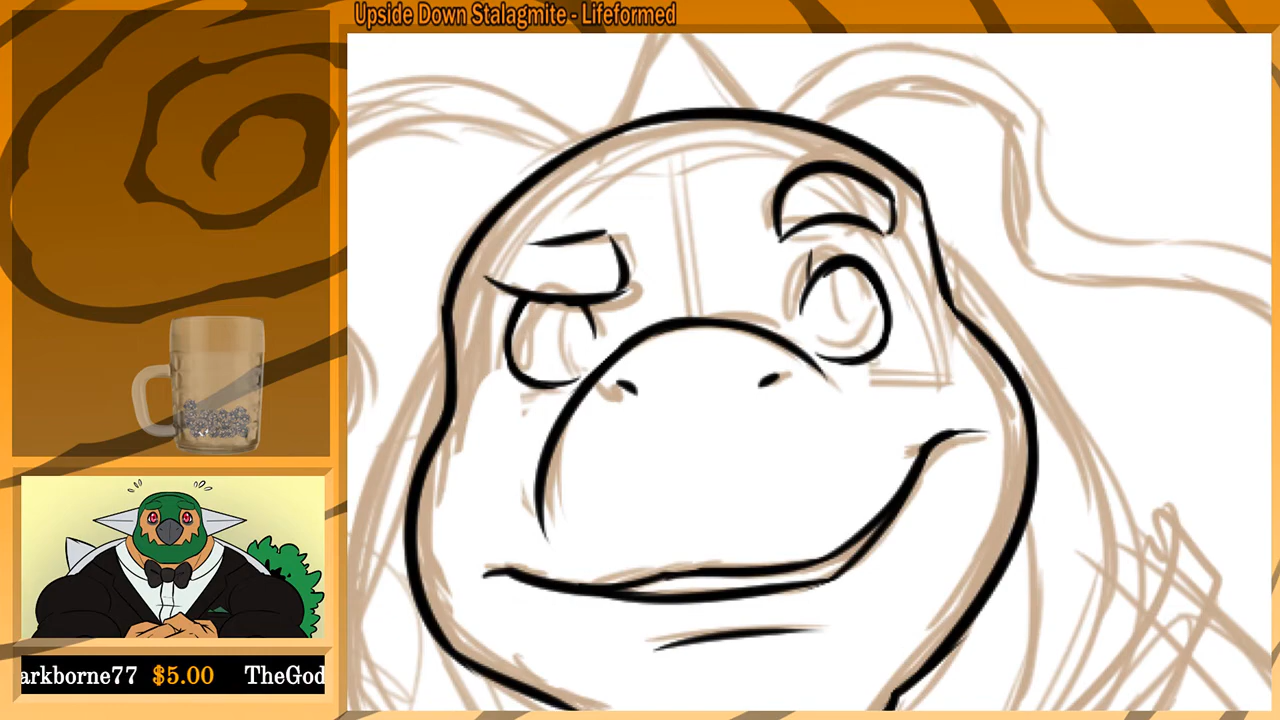 Upside Down Stalagmite - Lifeformed
arkborne77 $5.00 TheGod